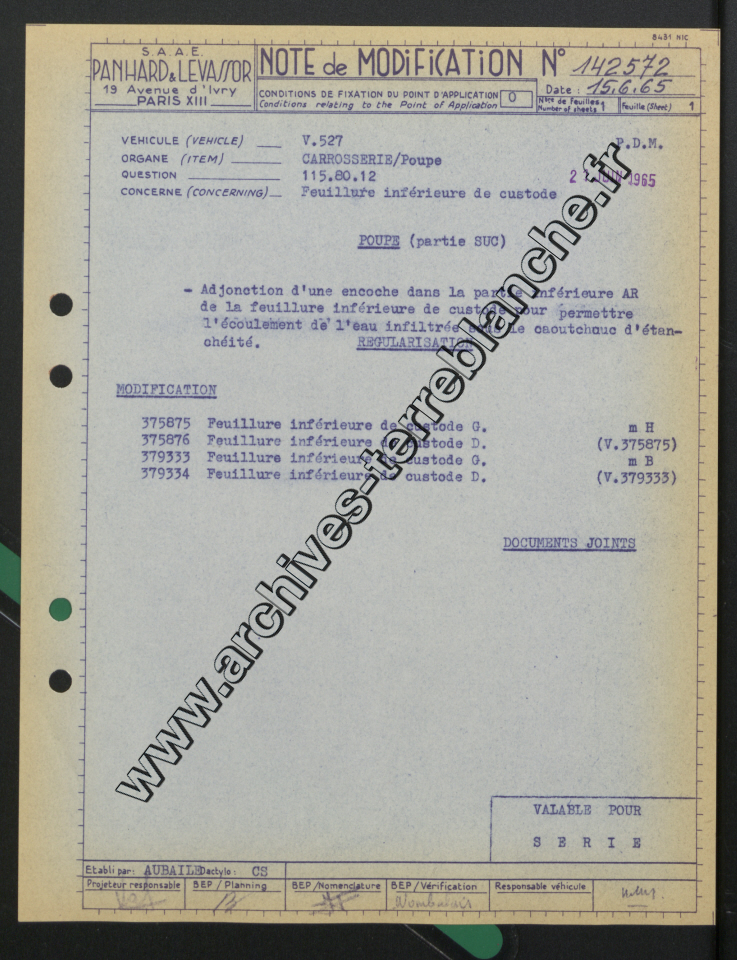 8431 NIC
S.A.A.E.
PANHARD & LEVASSOR
19 Avenue d'Ivry
PARIS XIII
NOTE de MODIFICATION N° 142572
CONDITIONS DE FIXATION DU POINT D'APPLICATION 0
Conditions relating to the Point of Application
Date : 15.6.65
Nbre de feuilles 1
Number of sheets
Feuille (Sheet) 1
VEHICULE (VEHICLE) V.527
P.D.M.
ORGANE (ITEM) CARROSSERIE/Poupe
QUESTION 115.80.12
JUIN 1965
CONCERNE (CONCERNING) Feuillure inférieure de custode
POUPE (partie SUC)
- Adjonction d'une encoche dans la partie inférieure AR
de la feuillure inférieure de custode pour permettre
l'écoulement de l'eau infiltrée sous le caoutchouc d'étan-
chéité. REGULARISATION
MODIFICATION
375875 Feuillure inférieure de custode G. m H
375876 Feuillure inférieure de custode D. (V.375875)
379333 Feuillure inférieure de custode G. m B
379334 Feuillure inférieure de custode D. (V.379333)
DOCUMENTS JOINTS
www.archives-terreblanche.fr
VALABLE POUR
S E R I E
Etabli par: AUBAILE Dactylo: CS
Projeteur responsable
BEP / Planning
BEP / Nomenclature
BEP / Vérification
Responsable véhicule